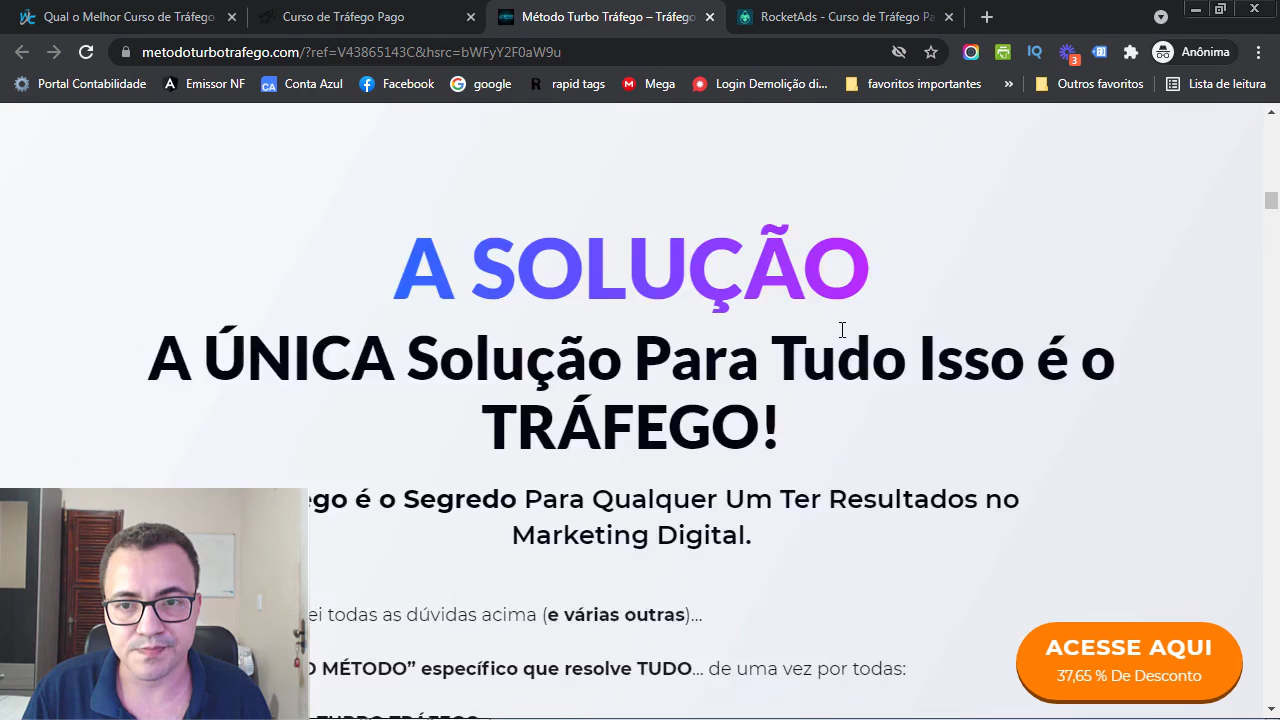 Qual o Melhor Curso de Tráfego
Curso de Tráfego Pago
Método Turbo Tráfego – Tráfego
RocketAds - Curso de Tráfego Pa
metodoturbotrafego.com/?ref=V43865143C&hsrc=bWFyY2F0aW9u
IQ
3
Anônima
Portal Contabilidade
Emissor NF
CA
Conta Azul
Facebook
google
R
rapid tags
Mega
Login Demolição di...
favoritos importantes
»
Outros favoritos
Lista de leitura
A SOLUÇÃO
A ÚNICA Solução Para Tudo Isso é o
TRÁFEGO!
é o Segredo Para Qualquer Um Ter Resultados no
Marketing Digital.
todas as dúvidas acima (e várias outras)...
MÉTODO” específico que resolve TUDO... de uma vez por todas:
ACESSE AQUI
37,65 % De Desconto